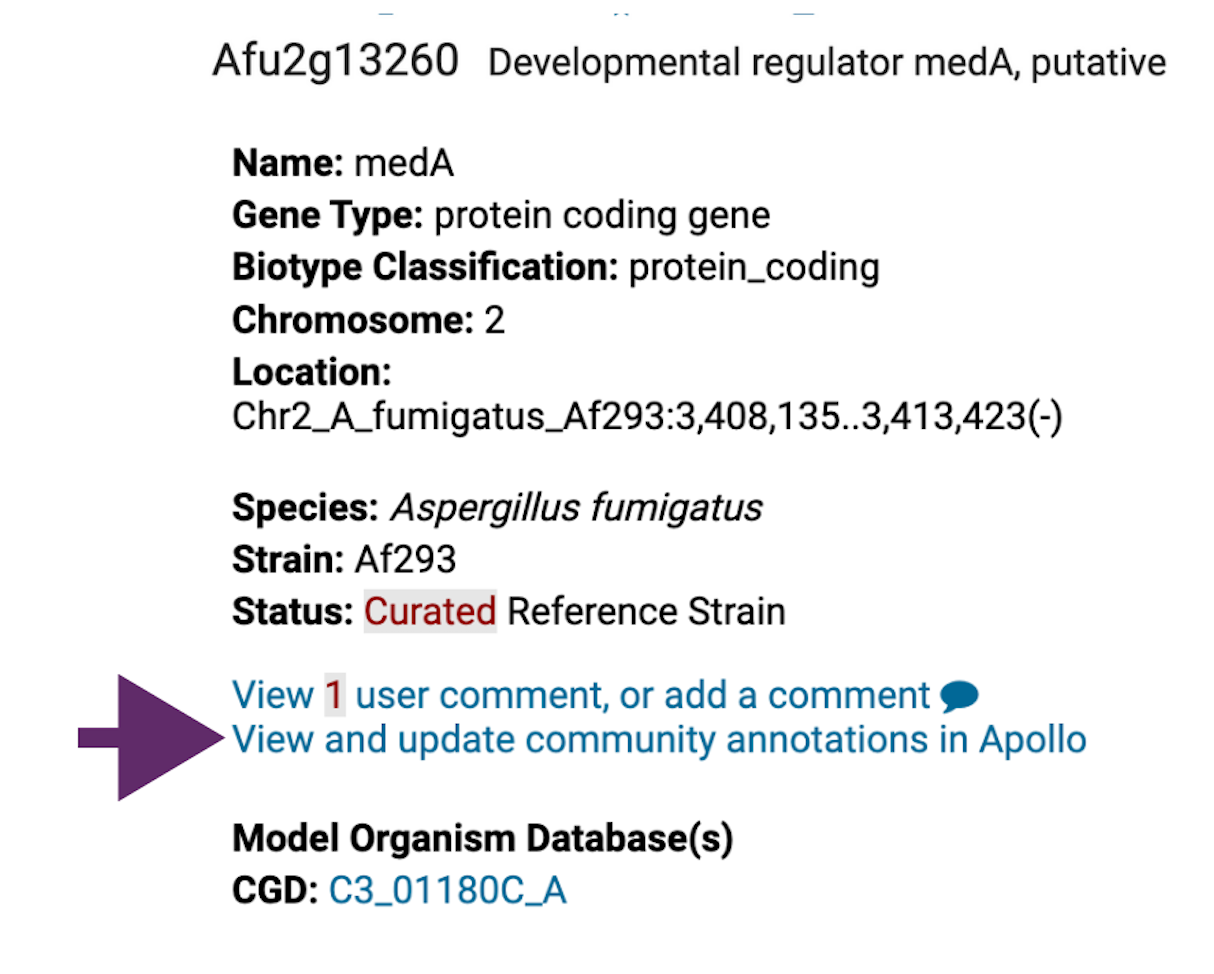 Afu2g13260 Developmental regulator medA, putative
Name: medA
Gene Type: protein coding gene
Biotype Classification: protein_coding
Chromosome: 2
Location:
Chr2_A_fumigatus_Af293:3,408,135..3,413,423(-)
Species: Aspergillus fumigatus
Strain: Af293
Status: Curated Reference Strain
View 1 user comment, or add a comment
View and update community annotations in Apollo
Model Organism Database(s)
CGD: C3_01180C_A